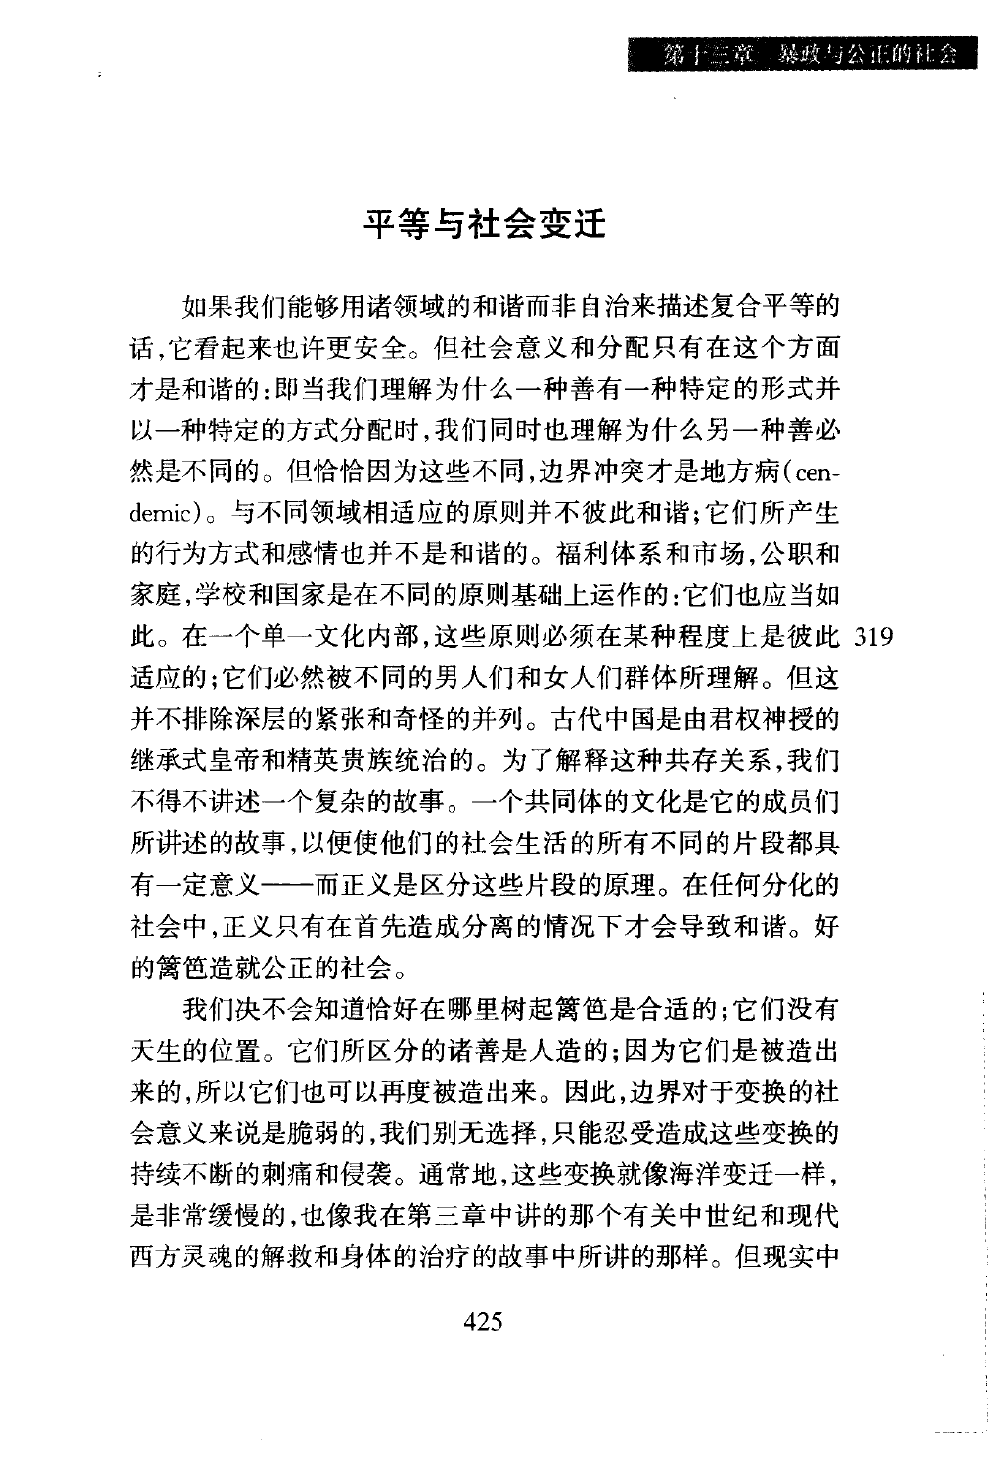 第十三章 暴政与公正的社会
平等与社会变迁
如果我们能够用诸领域的和谐而非自治来描述复合平等的
话,它看起来也许更安全。但社会意义和分配只有在这个方面
才是和谐的:即当我们理解为什么一种善有一种特定的形式并
以一种特定的方式分配时,我们同时也理解为什么另一种善必
然是不同的。但恰恰因为这些不同,边界冲突才是地方病(cen-
demic)。与不同领域相适应的原则并不彼此和谐;它们所产生
的行为方式和感情也并不是和谐的。福利体系和市场,公职和
家庭,学校和国家是在不同的原则基础上运作的:它们也应当如
此。在一个单一文化内部,这些原则必须在某种程度上是彼此 319
适应的;它们必然被不同的男人们和女人们群体所理解。但这
并不排除深层的紧张和奇怪的并列。古代中国是由君权神授的
继承式皇帝和精英贵族统治的。为了解释这种共存关系,我们
不得不讲述一个复杂的故事。一个共同体的文化是它的成员们
所讲述的故事,以便使他们的社会生活的所有不同的片段都具
有一定意义——而正义是区分这些片段的原理。在任何分化的
社会中,正义只有在首先造成分离的情况下才会导致和谐。好
的篱笆造就公正的社会。
我们决不会知道恰好在哪里树起篱笆是合适的;它们没有
天生的位置。它们所区分的诸善是人造的;因为它们是被造出
来的,所以它们也可以再度被造出来。因此,边界对于变换的社
会意义来说是脆弱的,我们别无选择,只能忍受造成这些变换的
持续不断的刺痛和侵袭。通常地,这些变换就像海洋变迁一样,
是非常缓慢的,也像我在第三章中讲的那个有关中世纪和现代
西方灵魂的解救和身体的治疗的故事中所讲的那样。但现实中
425